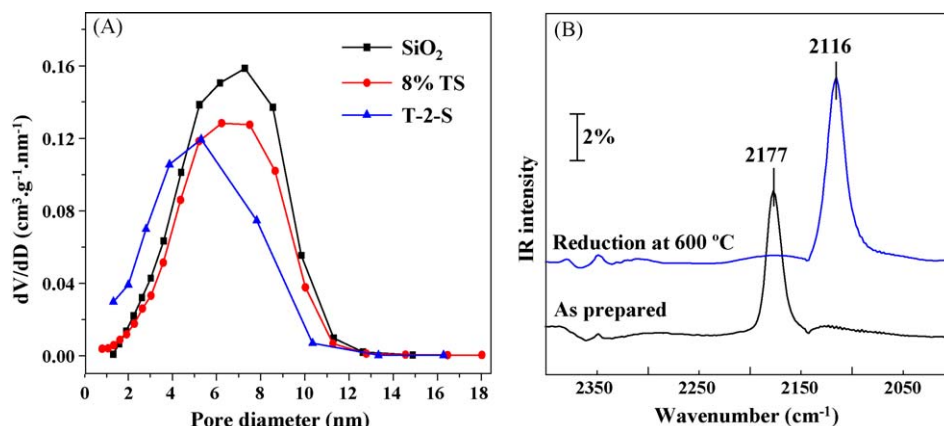 (A)
SiO₂
8% TS
T-2-S
0.16
0.12
0.08
0.04
0.00
dV/dD (cm³.g⁻¹.nm⁻¹)
0 2 4 6 8 10 12 14 16 18
Pore diameter (nm)
(B)
2116
2%
2177
Reduction at 600 ºC
As prepared
IR intensity
2350 2250 2150 2050
Wavenumber (cm⁻¹)